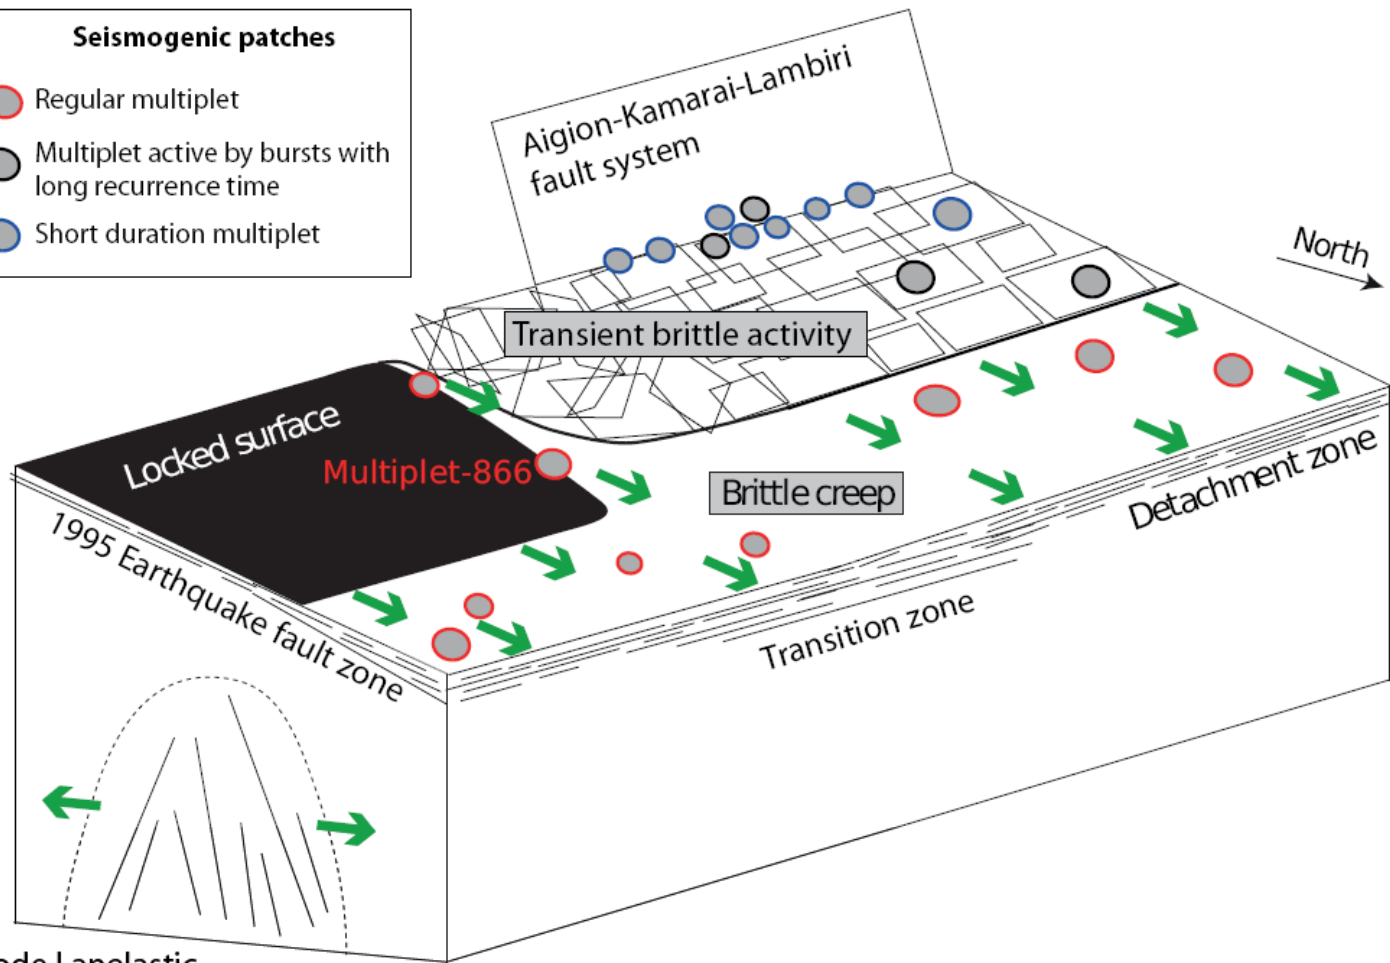 Seismogenic patches
Regular multiplet
Multiplet active by bursts with
long recurrence time
Short duration multiplet
Aigion-Kamarai-Lambiri
fault system
North
Transient brittle activity
Locked surface
Multiplet-866
Brittle creep
Detachment zone
1995 Earthquake fault zone
Transition zone